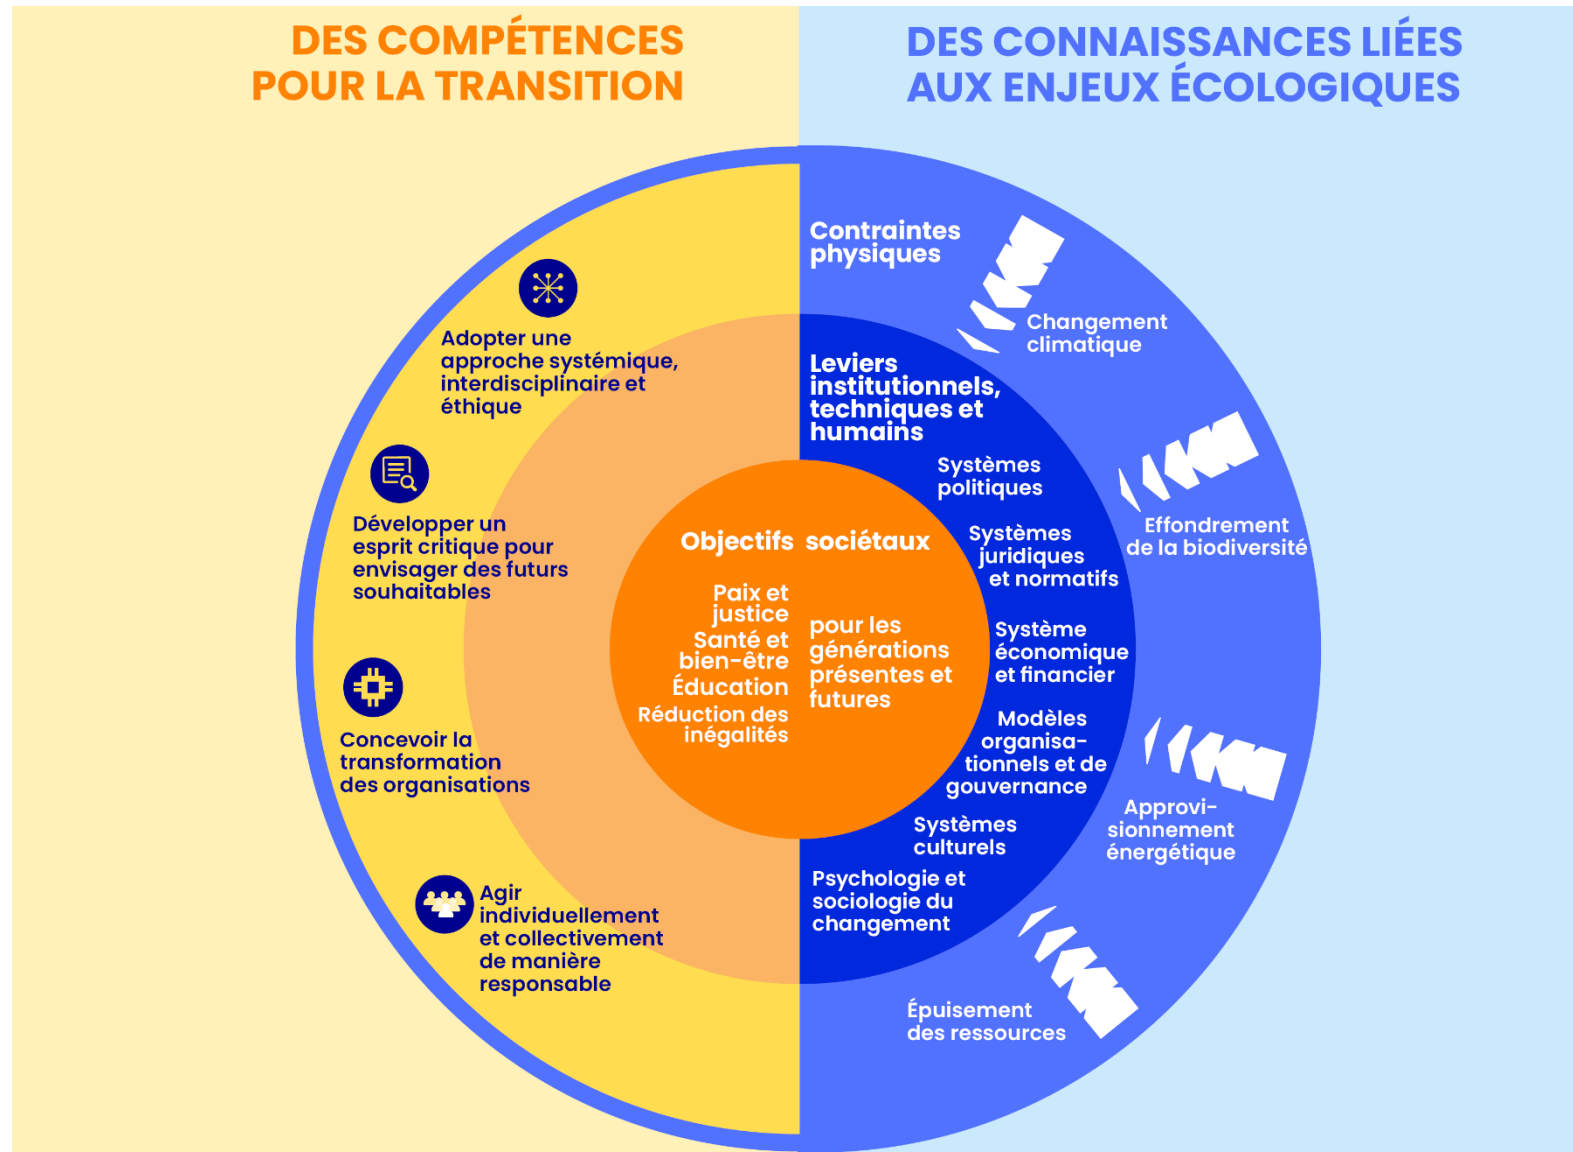 DES COMPÉTENCES
POUR LA TRANSITION
DES CONNAISSANCES LIÉES
AUX ENJEUX ÉCOLOGIQUES
Adopter une
approche systémique,
interdisciplinaire et
éthique
Développer un
esprit critique pour
envisager des futurs
souhaitables
Concevoir la
transformation
des organisations
Agir
individuellement
et collectivement
de manière
responsable
Objectifs sociétaux
Paix et
justice
Santé et
bien-être
Éducation
Réduction des
inégalités
pour les
générations
présentes et
futures
Leviers
institutionnels,
techniques et
humains
Systèmes
politiques
Systèmes
juridiques
et normatifs
Système
économique
et financier
Modèles
organisa-
tionnels et de
gouvernance
Systèmes
culturels
Psychologie et
sociologie du
changement
Contraintes
physiques
Changement
climatique
Effondrement
de la biodiversité
Approvi-
sionnement
énergétique
Épuisement
des ressources